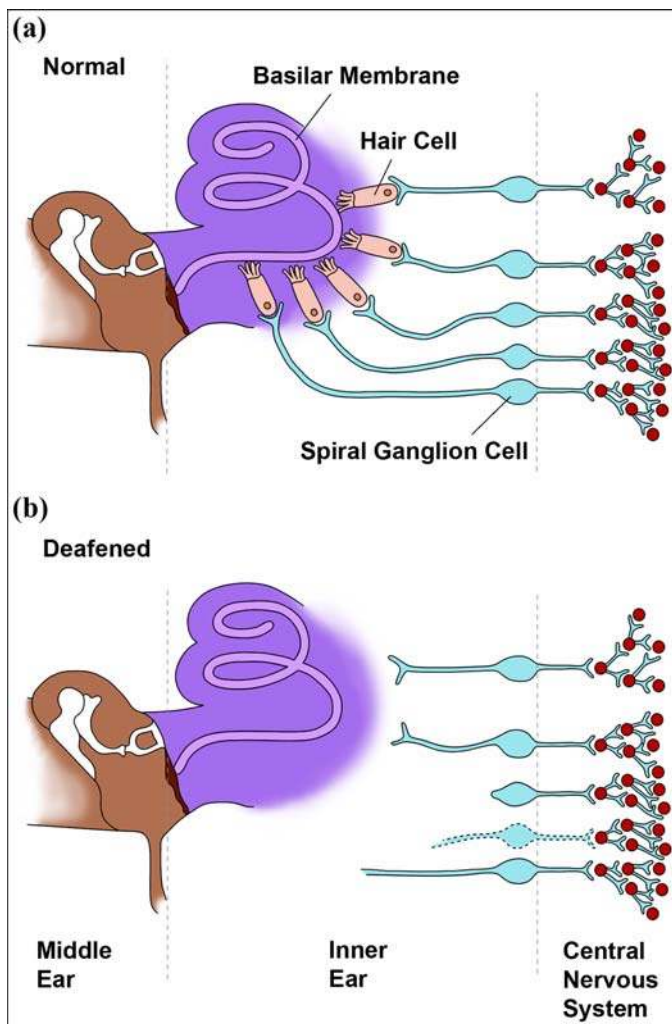 (a)
Normal
Basilar Membrane
Hair Cell
Spiral Ganglion Cell
(b)
Deafened
Middle
Ear
Inner
Ear
Central
Nervous
System